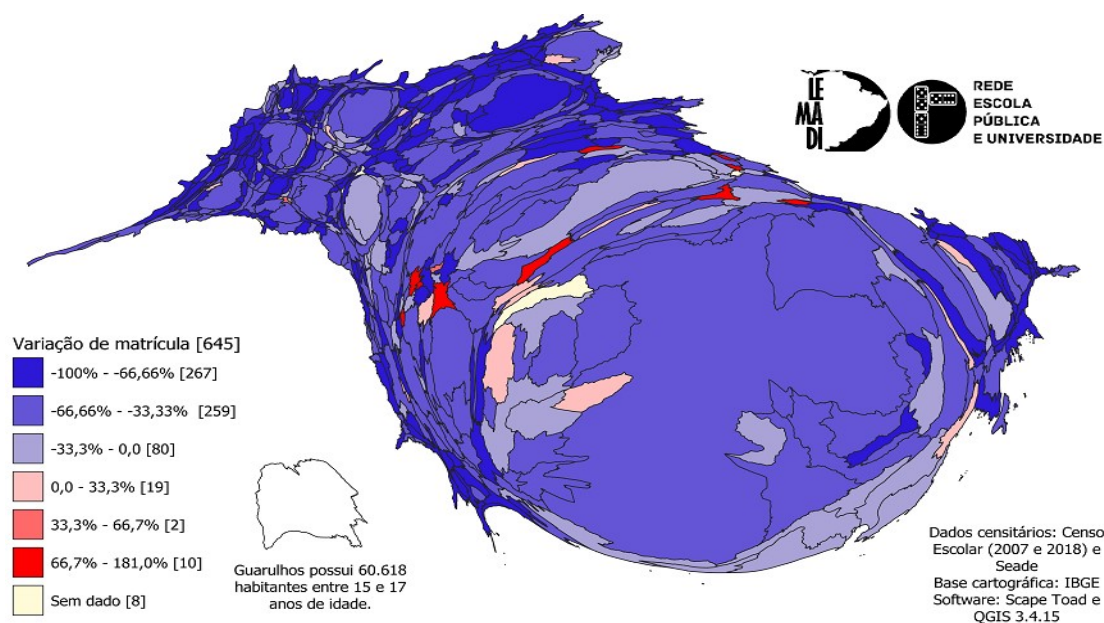 LE
MA
DI
REDE
ESCOLA
PÚBLICA
E UNIVERSIDADE
Variação de matrícula [645]
-100% - -66,66% [267]
-66,66% - -33,33% [259]
-33,3% - 0,0 [80]
0,0 - 33,3% [19]
33,3% - 66,7% [2]
66,7% - 181,0% [10]
Sem dado [8]
Guarulhos possui 60.618
habitantes entre 15 e 17
anos de idade.
Dados censitários: Censo
Escolar (2007 e 2018) e
Seade
Base cartográfica: IBGE
Software: Scape Toad e
QGIS 3.4.15